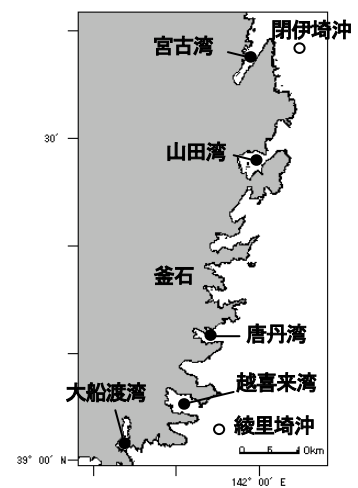 閉伊埼沖
宮古湾
30′
山田湾
釜石
唐丹湾
越喜来湾
大船渡湾
綾里埼沖
0 5 10km
39° 00′ N
142° 00′ E